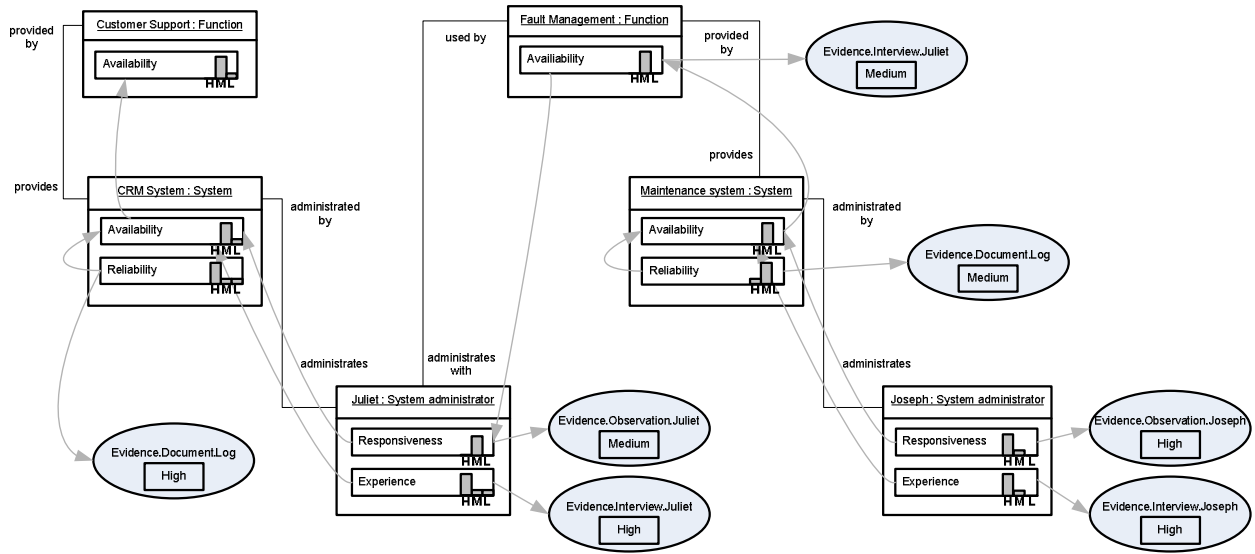 Customer Support : Function
provided
by
Availability
HML
provides
CRM System : System
Availability
HML
Reliability
HML
administrated
by
administrates
Evidence.Document.Log
High
Fault Management : Function
used by
Availiability
HML
provided
by
Evidence.Interview.Juliet
Medium
provides
Maintenance system : System
Availability
HML
Reliability
HML
administrated
by
Evidence.Document.Log
Medium
administrates
with
administrates
Juliet : System administrator
Responsiveness
HML
Experience
HML
Evidence.Observation.Juliet
Medium
Evidence.Interview.Juliet
High
Joseph : System administrator
Responsiveness
HML
Experience
HML
Evidence.Observation.Joseph
High
Evidence.Interview.Joseph
High